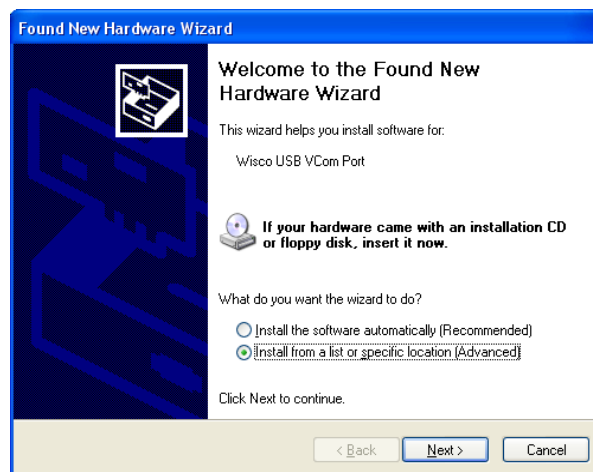 Found New Hardware Wizard
Welcome to the Found New
Hardware Wizard
This wizard helps you install software for:
Wisco USB VCom Port
If your hardware came with an installation CD
or floppy disk, insert it now.
What do you want the wizard to do?
Install the software automatically (Recommended)
Install from a list or specific location (Advanced)
Click Next to continue.
< Back
Next >
Cancel